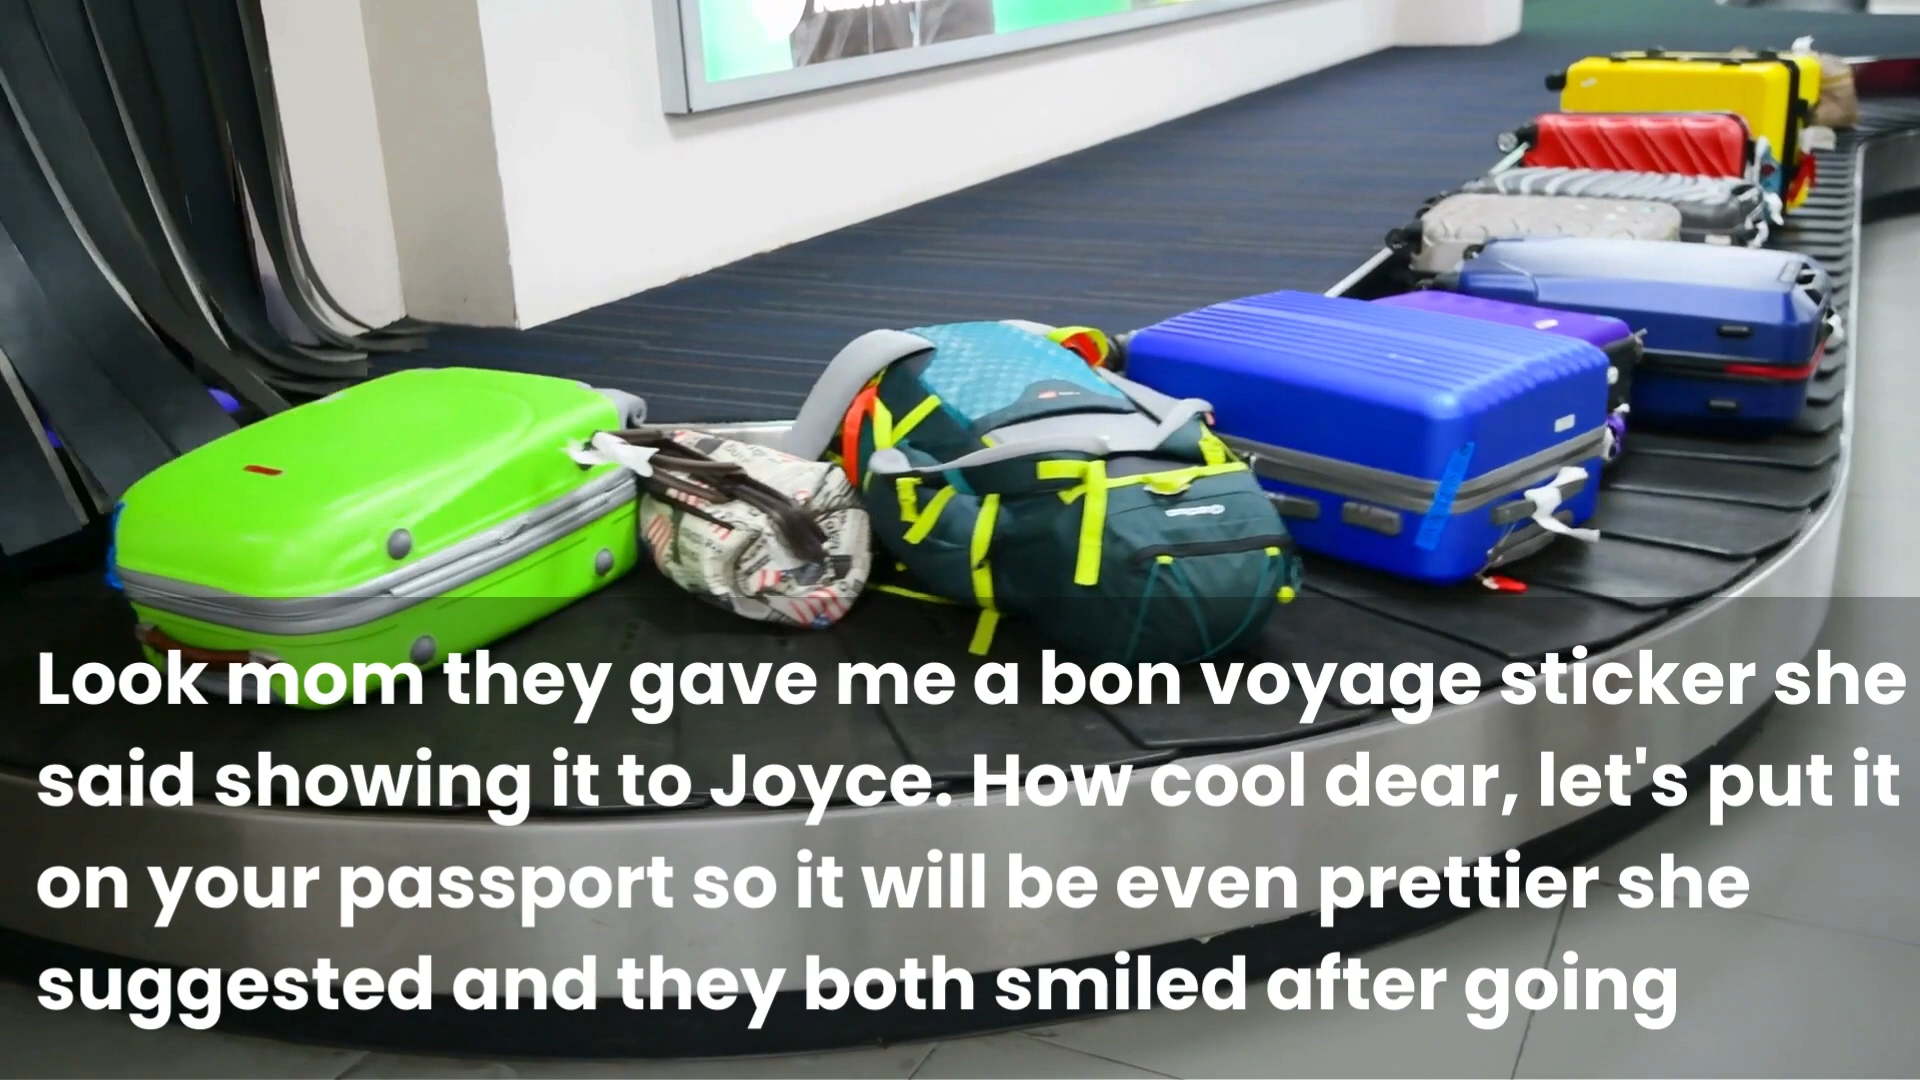 Look mom they gave me a bon voyage sticker she
said showing it to Joyce. How cool dear, let's put it
on your passport so it will be even prettier she
suggested and they both smiled after going